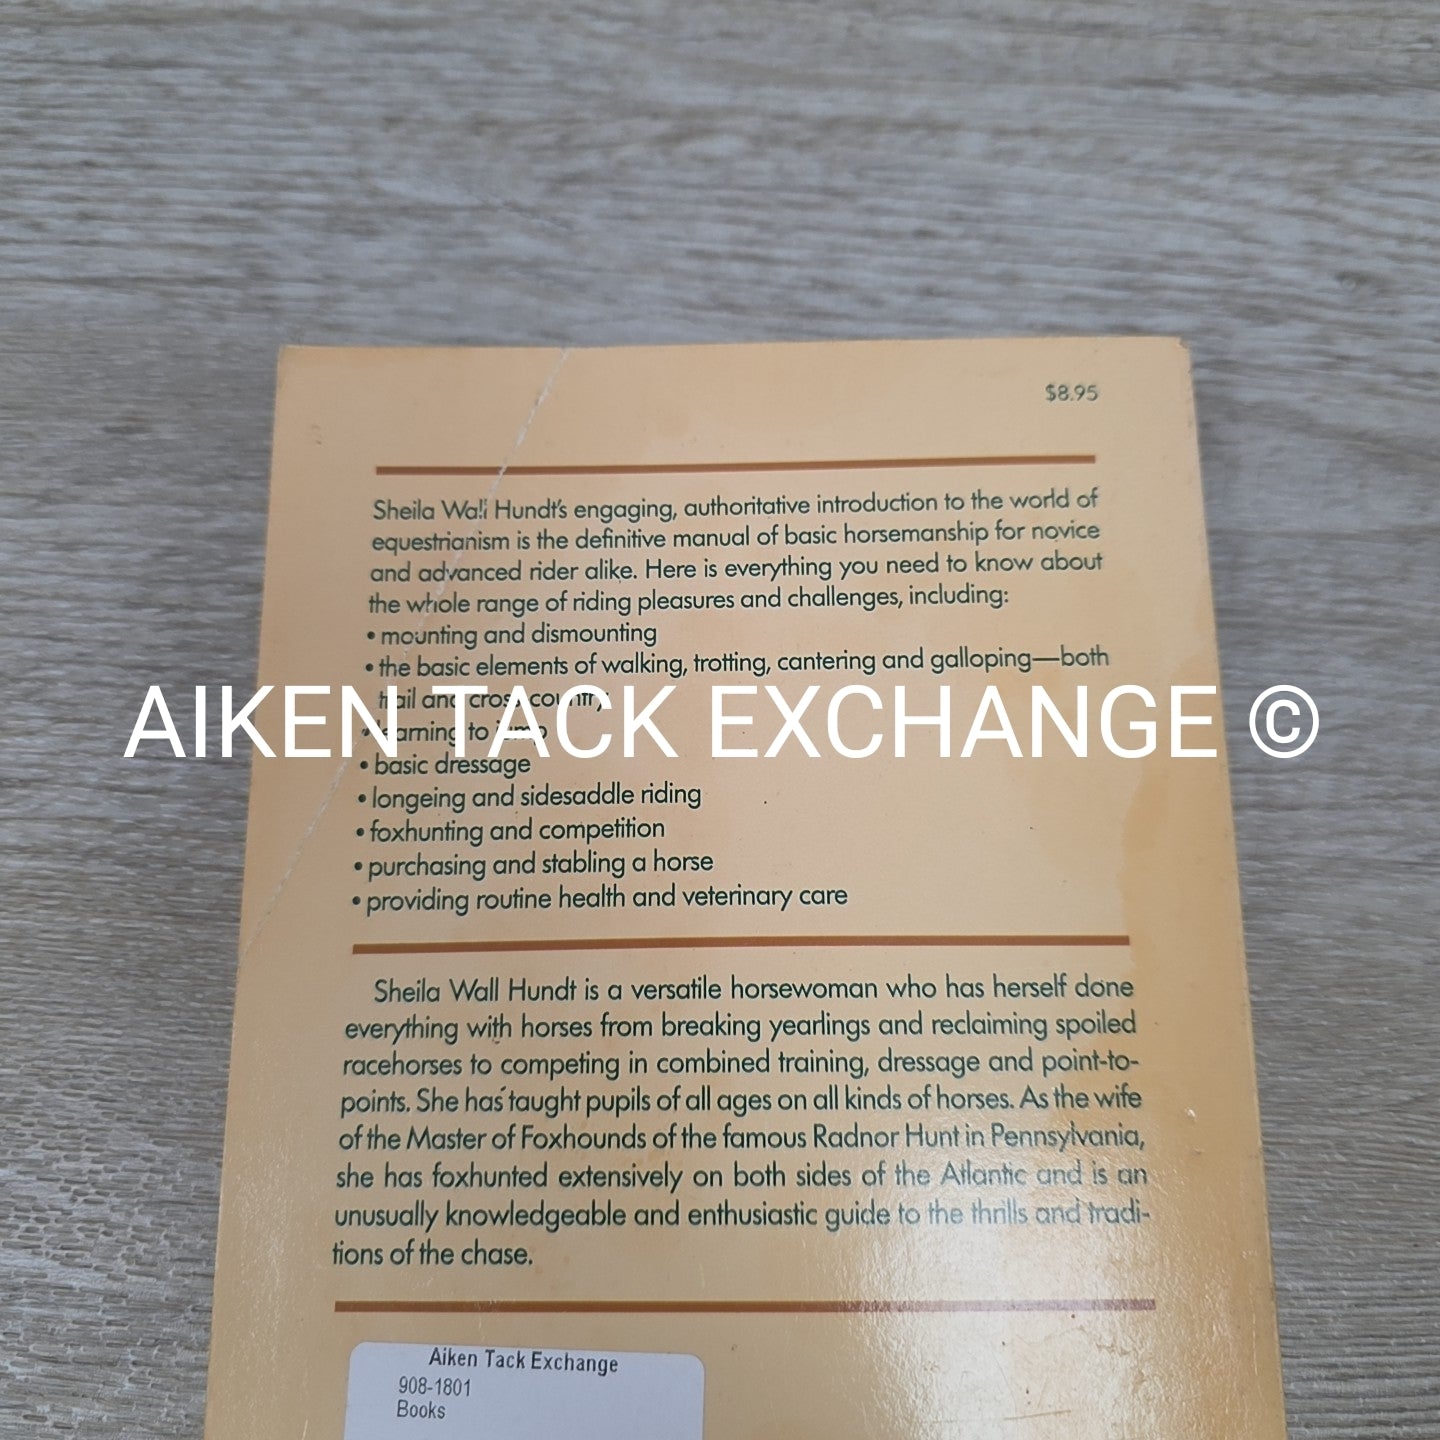 $8.95
Sheila Wall Hundt's engaging, authoritative introduction to the world of
equestrianism is the definitive manual of basic horsemanship for novice
and advanced rider alike. Here is everything you need to know about
the whole range of riding pleasures and challenges, including:
• mounting and dismounting
• the basic elements of walking, trotting, cantering and galloping—both
trail and cross-country
AIKEN TACK EXCHANGE ©
• learning to jump
• basic dressage
• longeing and sidesaddle riding
• foxhunting and competition
• purchasing and stabling a horse
• providing routine health and veterinary care
Sheila Wall Hundt is a versatile horsewoman who has herself done
everything with horses from breaking yearlings and reclaiming spoiled
racehorses to competing in combined training, dressage and point-to-
points. She has taught pupils of all ages on all kinds of horses. As the wife
of the Master of Foxhounds of the famous Radnor Hunt in Pennsylvania,
she has foxhunted extensively on both sides of the Atlantic and is an
unusually knowledgeable and enthusiastic guide to the thrills and tradi-
tions of the chase.
Aiken Tack Exchange
908-1801
Books